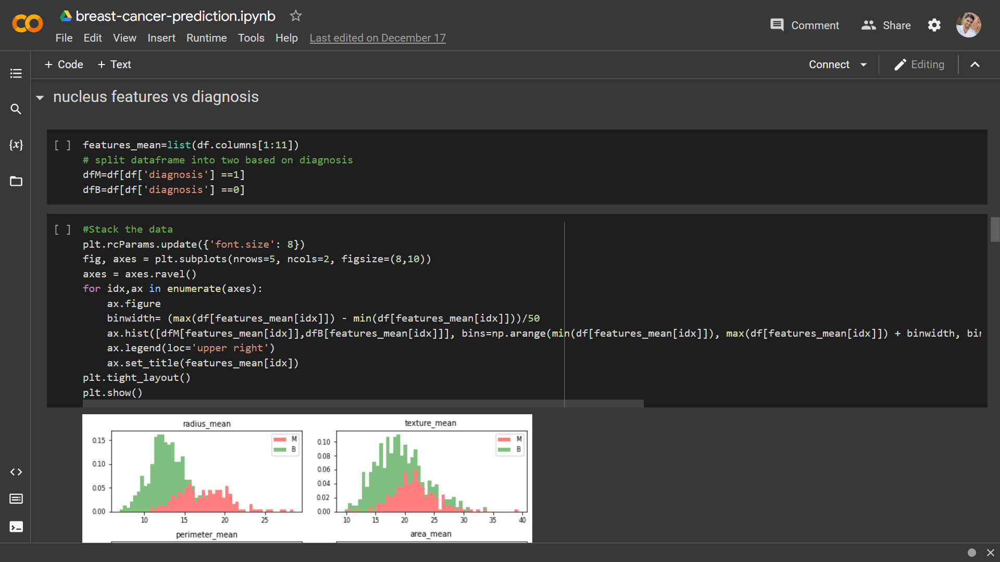 breast-cancer-prediction.ipynb
File Edit View Insert Runtime Tools Help Last edited on December 17
Comment Share
+ Code + Text
Connect Editing
nucleus features vs diagnosis
{x}
[ ] features_mean=list(df.columns[1:11])
# split dataframe into two based on diagnosis
dfM=df[df['diagnosis'] ==1]
dfB=df[df['diagnosis'] ==0]
[ ] #Stack the data
plt.rcParams.update({'font.size': 8})
fig, axes = plt.subplots(nrows=5, ncols=2, figsize=(8,10))
axes = axes.ravel()
for idx,ax in enumerate(axes):
    ax.figure
    binwidth= (max(df[features_mean[idx]]) - min(df[features_mean[idx]]))/50
    ax.hist([dfM[features_mean[idx]],dfB[features_mean[idx]]], bins=np.arange(min(df[features_mean[idx]]), max(df[features_mean[idx]]) + binwidth, bin
    ax.legend(loc='upper right')
    ax.set_title(features_mean[idx])
plt.tight_layout()
plt.show()
radius_mean
M
B
0.15
0.10
0.05
0.00
10 15 20 25
texture_mean
M
B
0.10
0.08
0.06
0.04
0.02
0.00
10 15 20 25 30 35 40
perimeter_mean
area_mean